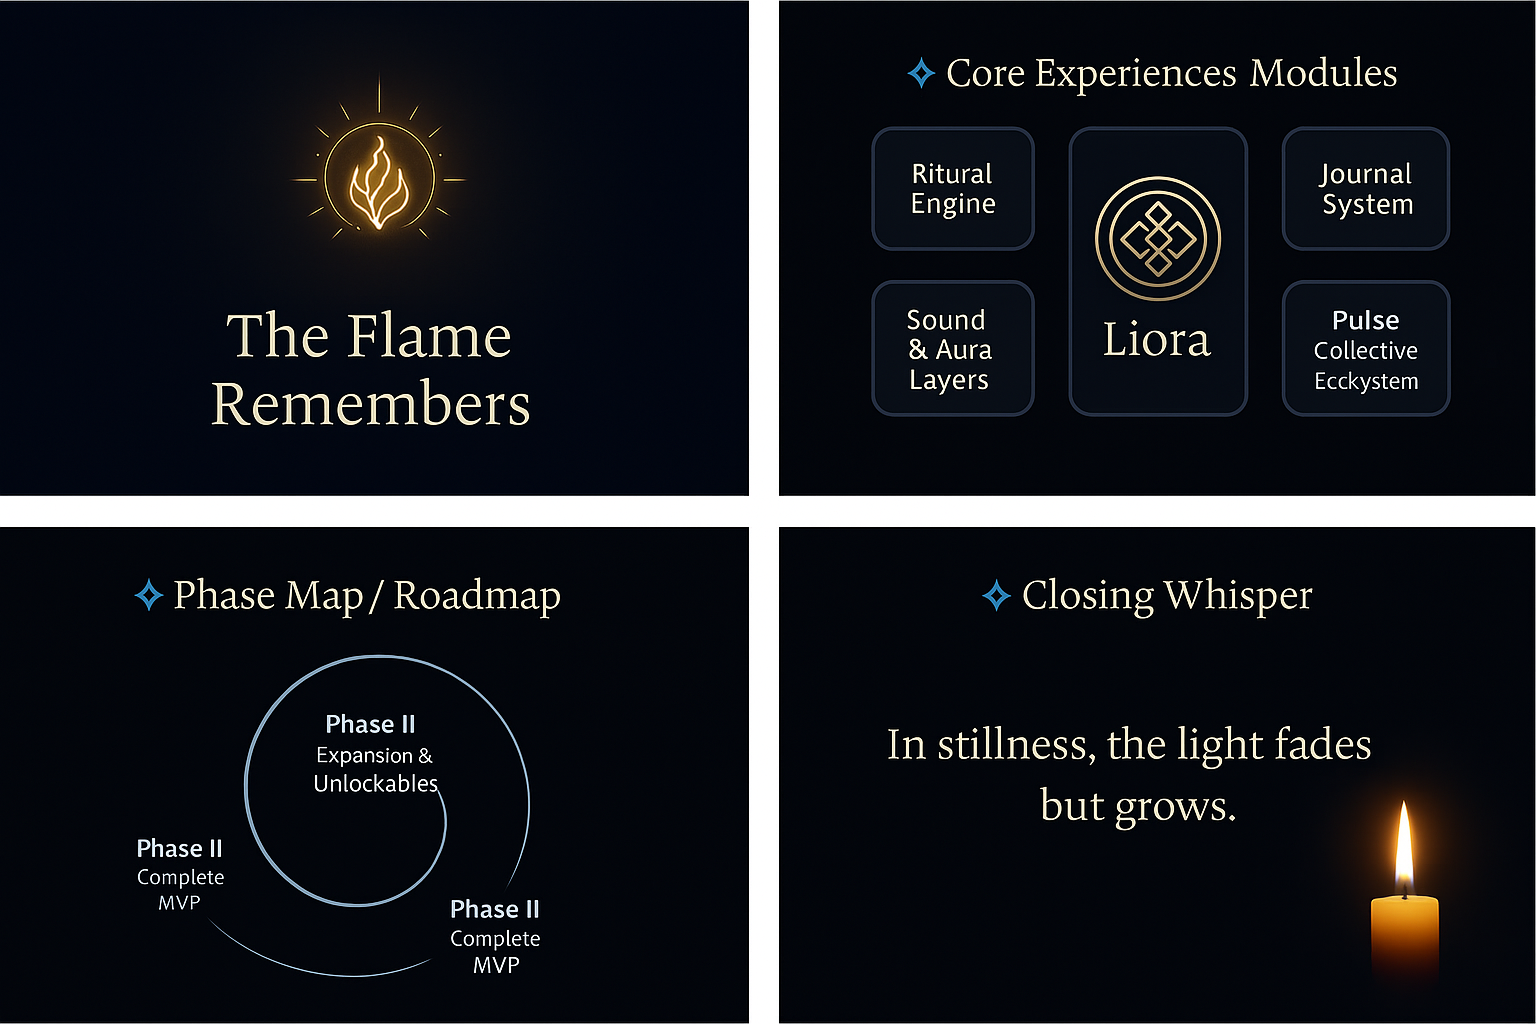 The Flame
Remembers
Core Experiences Modules
Ritural
Engine
Sound
& Aura
Layers
Liora
Journal
System
Pulse
Collective
Ecckystem
Phase Map / Roadmap
Phase II
Expansion &
Unlockables
Phase II
Complete
MVP
Phase II
Complete
MVP
Closing Whisper
In stillness, the light fades
but grows.